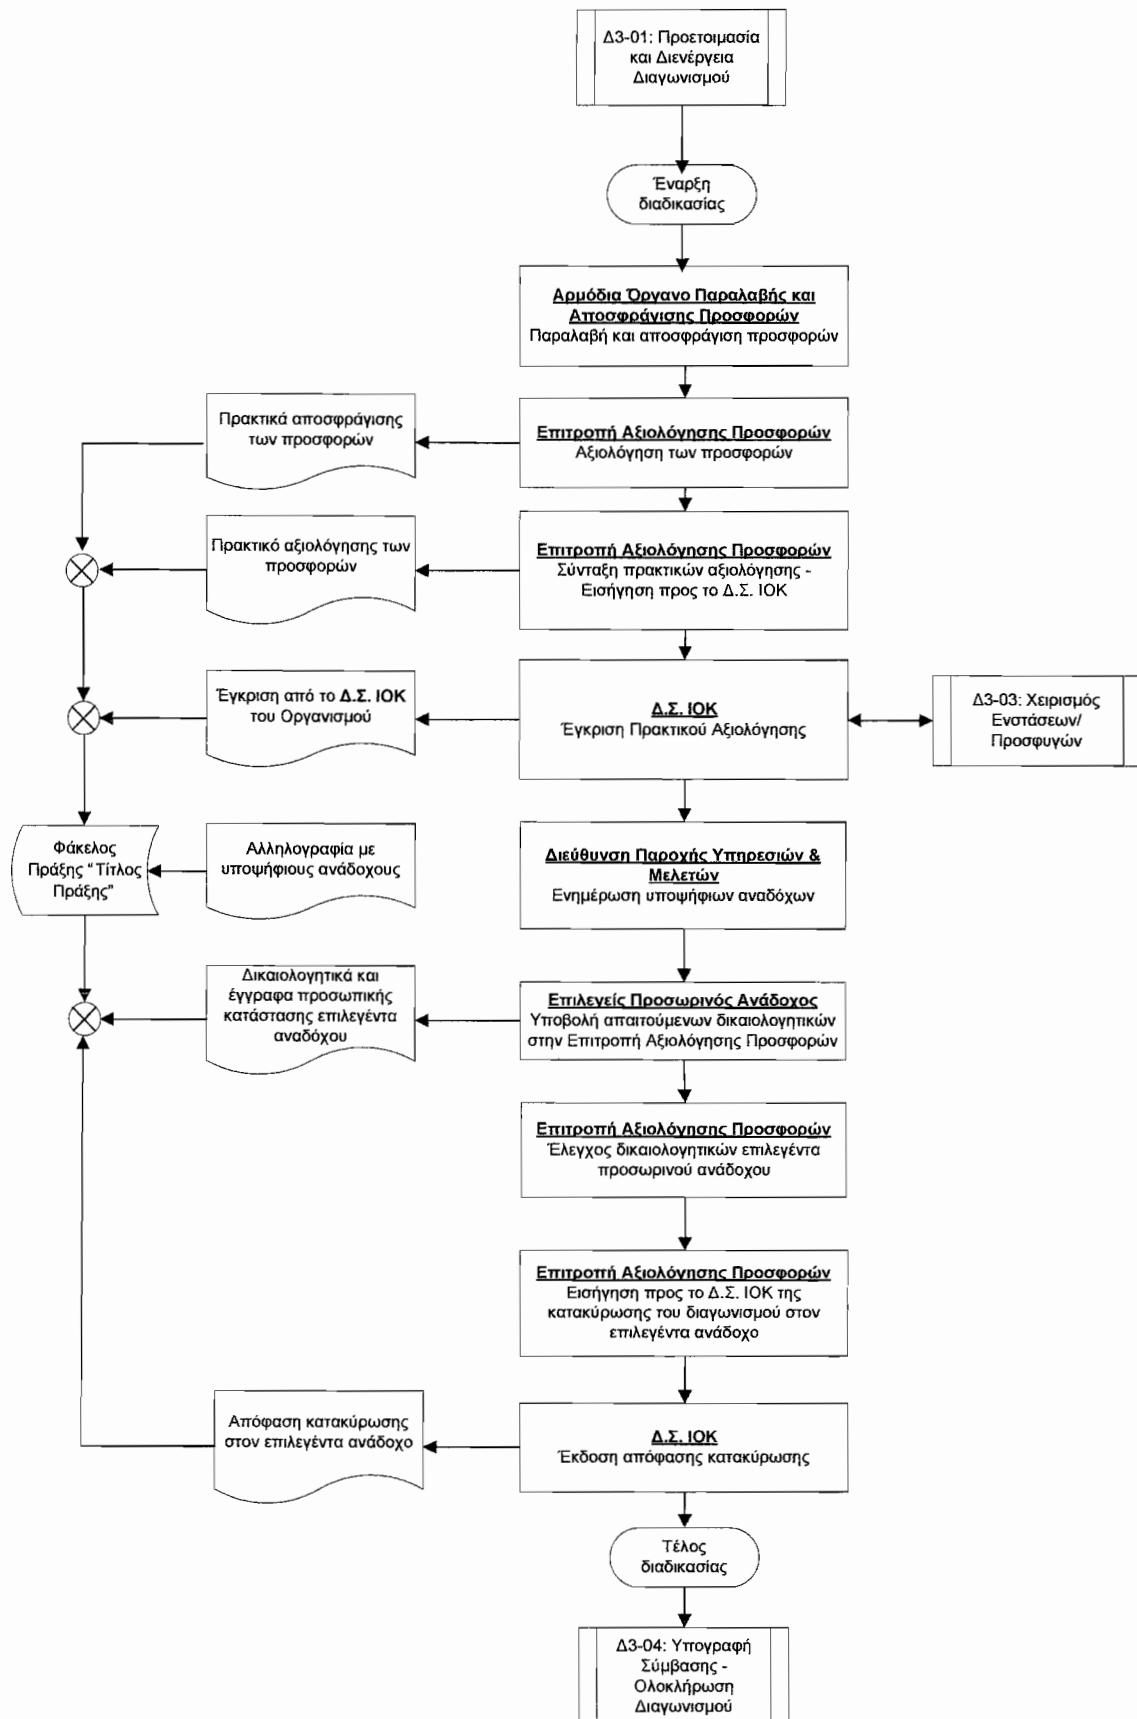 Δ3-01: Προετοιμασία
και Διενέργεια
Διαγωνισμού
Έναρξη
διαδικασίας
Αρμόδια Όργανο Παραλαβής και
Αποσφράγισης Προσφορών
Παραλαβή και αποσφράγιση προσφορών
Πρακτικά αποσφράγισης
των προσφορών
Επιτροπή Αξιολόγησης Προσφορών
Αξιολόγηση των προσφορών
Πρακτικό αξιολόγησης των
προσφορών
Επιτροπή Αξιολόγησης Προσφορών
Σύνταξη πρακτικών αξιολόγησης -
Εισήγηση προς το Δ.Σ. ΙΟΚ
Έγκριση από το Δ.Σ. ΙΟΚ
του Οργανισμού
Δ.Σ. ΙΟΚ
Έγκριση Πρακτικού Αξιολόγησης
Δ3-03: Χειρισμός
Ενστάσεων/
Προσφυγών
Φάκελος
Πράξης “Τίτλος
Πράξης”
Αλληλογραφία με
υποψήφιους ανάδοχους
Διεύθυνση Παροχής Υπηρεσιών &
Μελετών
Ενημέρωση υποψήφιων αναδόχων
Δικαιολογητικά και
έγγραφα προσωπικής
κατάστασης επιλεγέντα
αναδόχου
Επιλεγείς Προσωρινός Ανάδοχος
Υποβολή απαιτούμενων δικαιολογητικών
στην Επιτροπή Αξιολόγησης Προσφορών
Επιτροπή Αξιολόγησης Προσφορών
Έλεγχος δικαιολογητικών επιλεγέντα
προσωρινού ανάδοχου
Επιτροπή Αξιολόγησης Προσφορών
Εισήγηση προς το Δ.Σ. ΙΟΚ της
κατακύρωσης του διαγωνισμού στον
επιλεγέντα ανάδοχο
Απόφαση κατακύρωσης
στον επιλεγέντα ανάδοχο
Δ.Σ. ΙΟΚ
Έκδοση απόφασης κατακύρωσης
Τέλος
διαδικασίας
Δ3-04: Υπογραφή
Σύμβασης -
Ολοκλήρωση
Διαγωνισμού